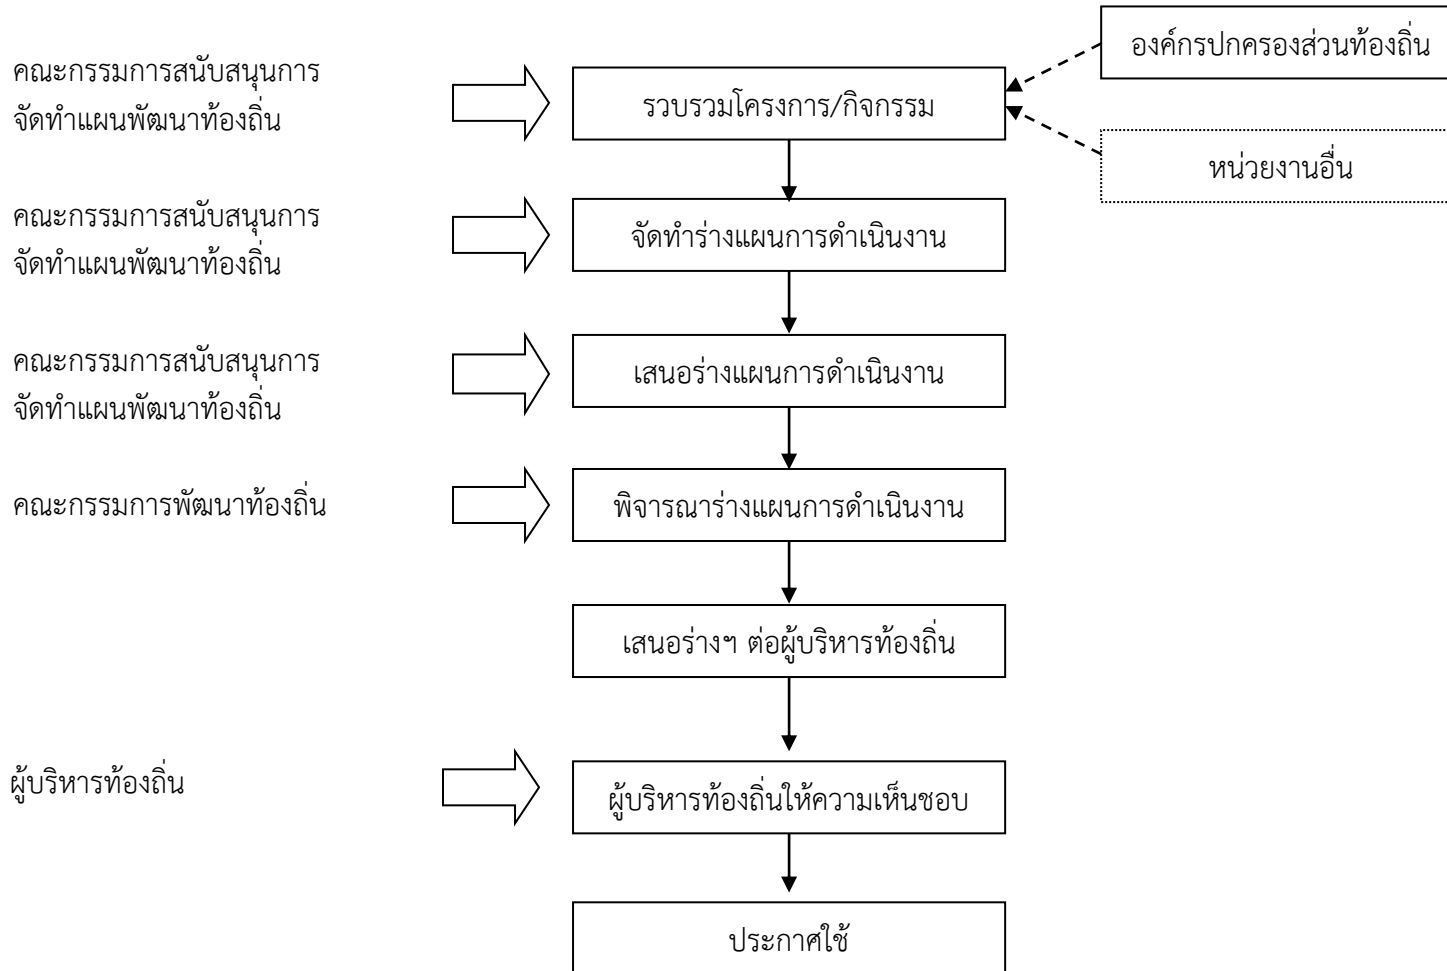 องค์กรปกครองส่วนท้องถิ่น
คณะกรรมการสนับสนุนการ
จัดทำแผนพัฒนาท้องถิ่น
รวบรวมโครงการ/กิจกรรม
หน่วยงานอื่น
คณะกรรมการสนับสนุนการ
จัดทำแผนพัฒนาท้องถิ่น
จัดทำร่างแผนการดำเนินงาน
คณะกรรมการสนับสนุนการ
จัดทำแผนพัฒนาท้องถิ่น
เสนอร่างแผนการดำเนินงาน
คณะกรรมการพัฒนาท้องถิ่น
พิจารณาร่างแผนการดำเนินงาน
เสนอร่างฯ ต่อผู้บริหารท้องถิ่น
ผู้บริหารท้องถิ่น
ผู้บริหารท้องถิ่นให้ความเห็นชอบ
ประกาศใช้